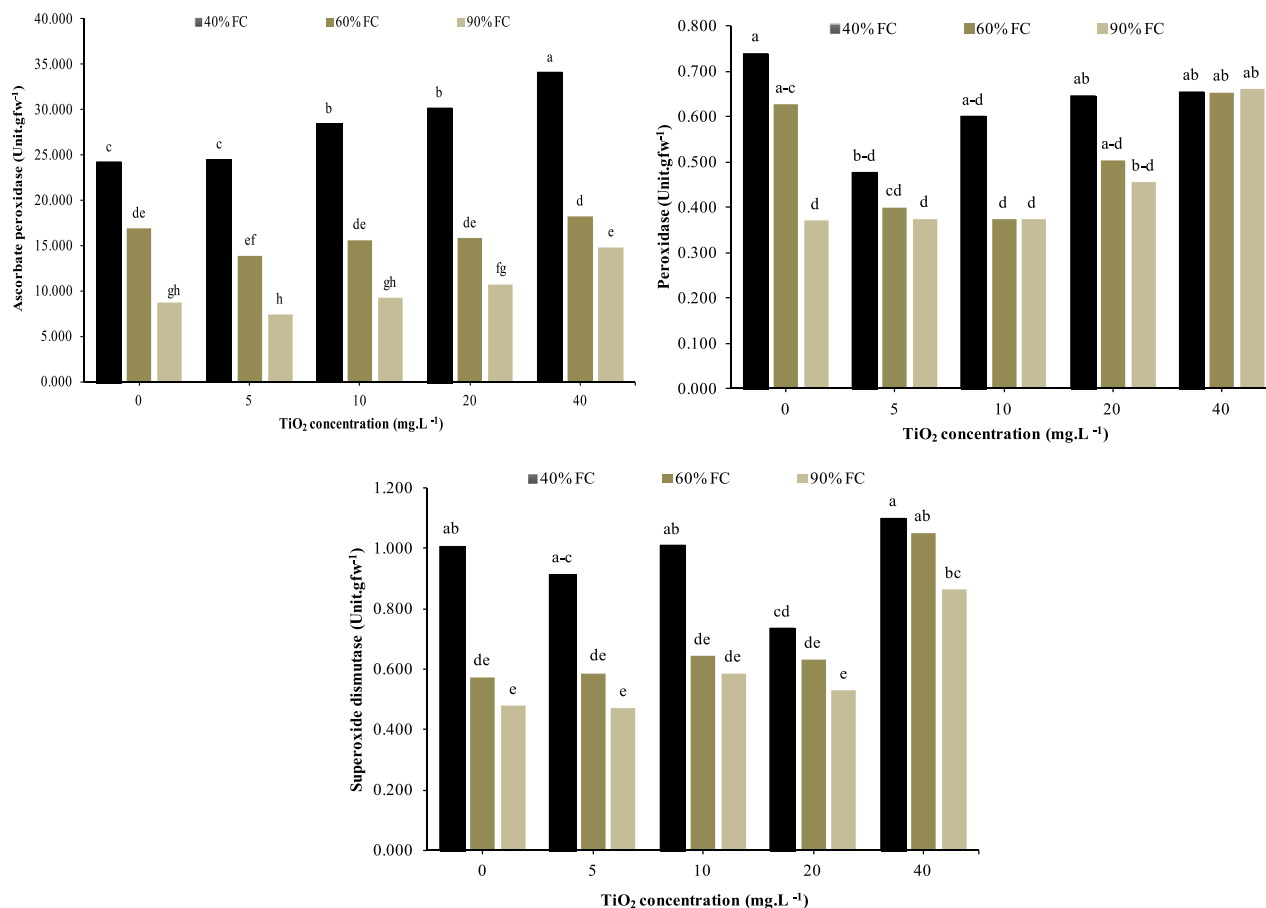 40% FC 60% FC 90% FC
Ascorbate peroxidase (Unit.gfw⁻¹)
40.000
35.000
30.000
25.000
20.000
15.000
10.000
5.000
0.000
c de gh
c ef h
b de gh
b de fg
a d e
0 5 10 20 40
TiO₂ concentration (mg.L ⁻¹)
40% FC 60% FC 90% FC
Peroxidase (Unit.gfw⁻¹)
0.700
0.600
0.500
0.400
0.300
0.200
0.100
0.000
a a-c d
b-d cd d
a-d d d
ab a-d b-d
ab ab ab
0 5 10 20 40
TiO₂ concentration (mg.L ⁻¹)
40% FC 60% FC 90% FC
Superoxide dismutase (Unit.gfw⁻¹)
1.200
1.000
0.800
0.600
0.400
0.200
0.000
ab de e
a-c de e
ab de de
cd de e
a ab bc
0 5 10 20 40
TiO₂ concentration (mg.L ⁻¹)